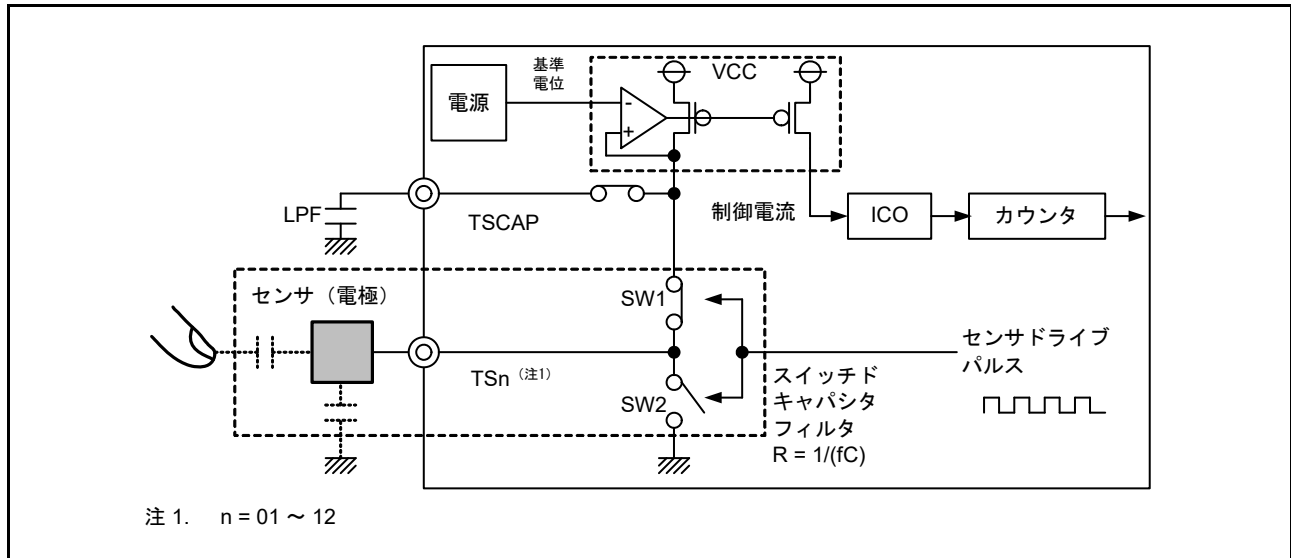 基準
電位
VCC
電源
-
+
LPF
TSCAP
制御電流
ICO
カウンタ
センサ（電極）
SW1
センサドライブ
パルス
TSn（注1）
SW2
スイッチド
キャパシタ
フィルタ
R = 1/(fC)
注 1. n = 01 ～ 12